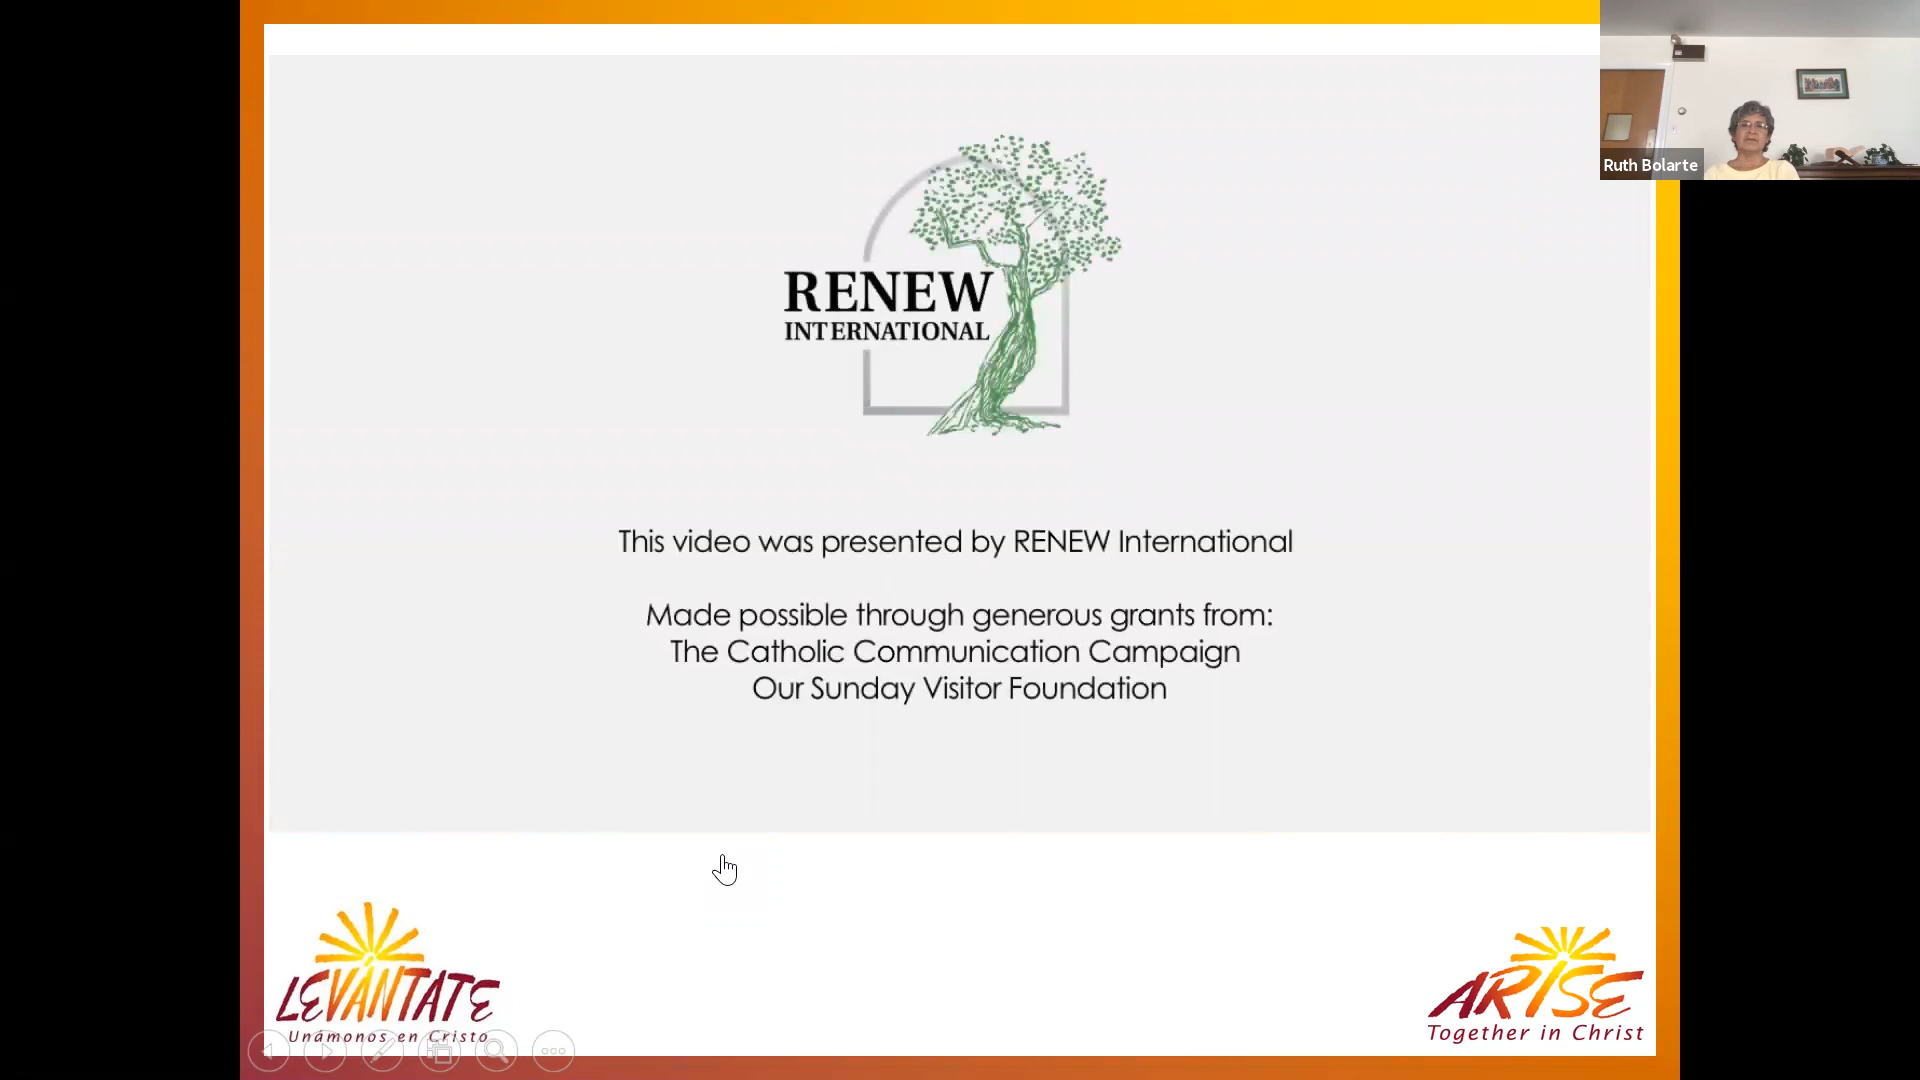 Ruth Bolarte
RENEW
INTERNATIONAL
This video was presented by RENEW International
Made possible through generous grants from:
The Catholic Communication Campaign
Our Sunday Visitor Foundation
LEVÁNTATE
Unámonos en Cristo
ARISE
Together in Christ